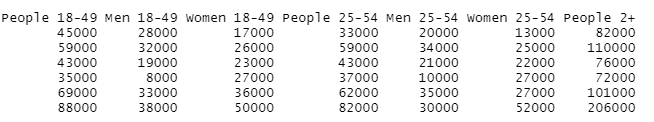 People 18-49 Men 18-49 Women 18-49 People 25-54 Men 25-54 Women 25-54 People 2+
45000 28000 17000 33000 20000 13000 82000
59000 32000 26000 59000 34000 25000 110000
43000 19000 23000 43000 21000 22000 76000
35000 8000 27000 37000 10000 27000 72000
69000 33000 36000 62000 35000 27000 101000
88000 38000 50000 82000 30000 52000 206000